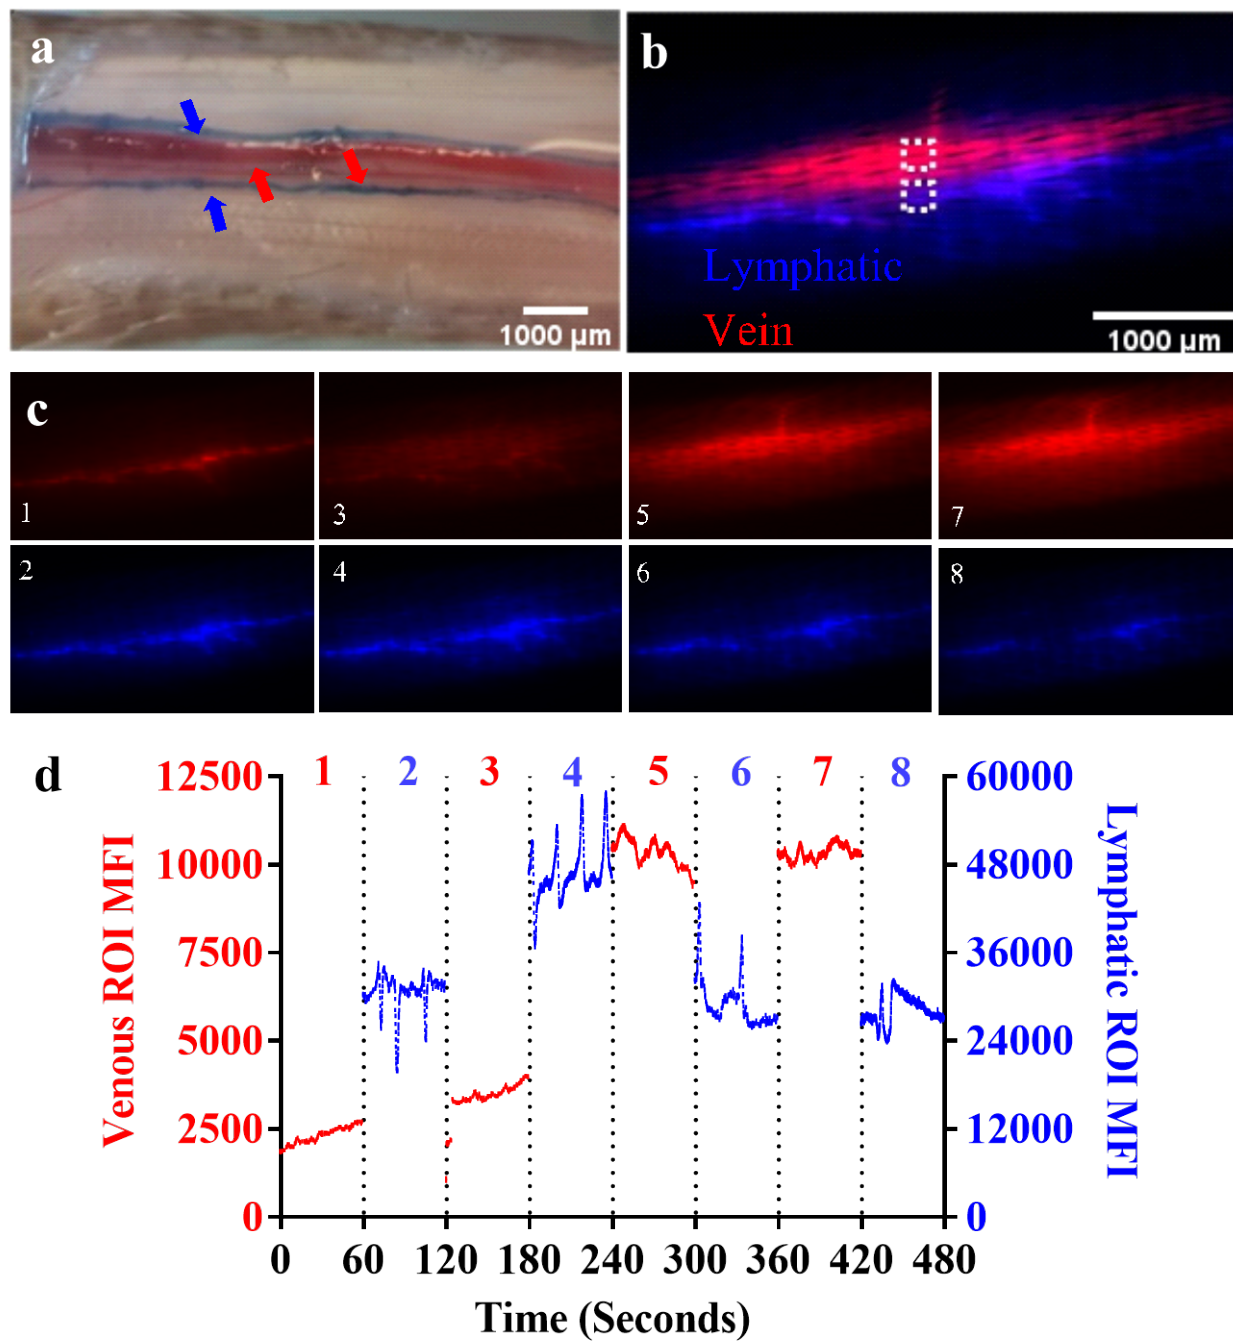 a
1000 µm
b
Lymphatic
Vein
1000 µm
c
1
3
5
7
2
4
6
8
d
1 2 3 4 5 6 7 8
12500
10000
7500
5000
2500
0
Venous ROI MFI
60000
48000
36000
24000
12000
0
Lymphatic ROI MFI
0 60 120 180 240 300 360 420 480
Time (Seconds)